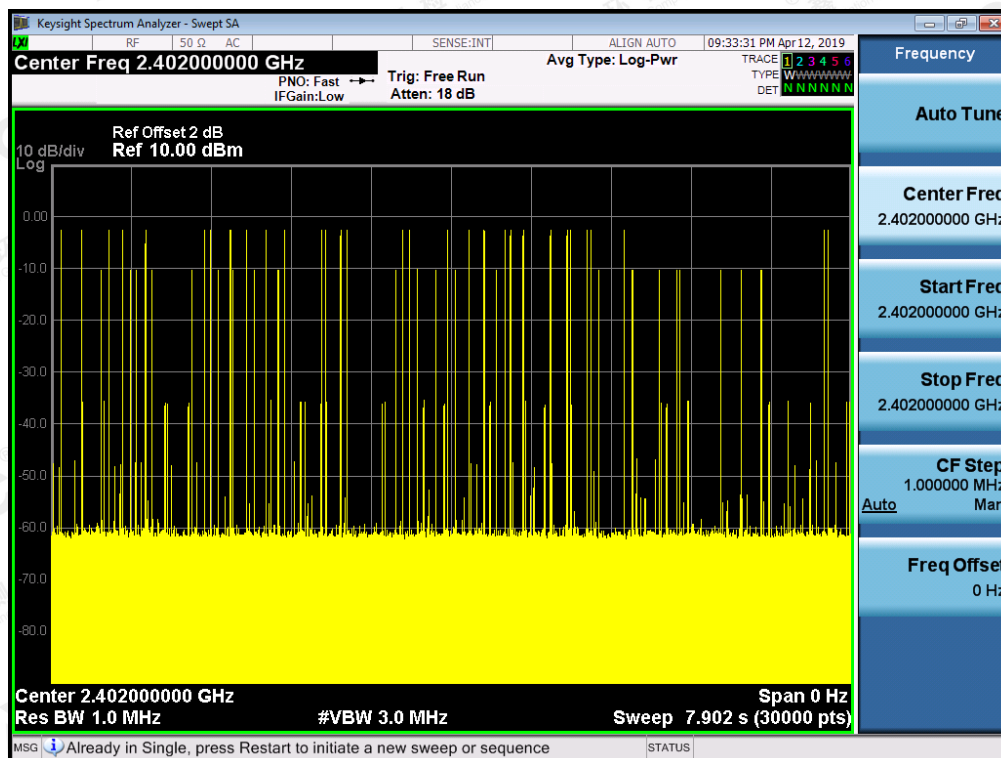 Keysight Spectrum Analyzer - Swept SA
LXI RF 50 Ω AC SENSE:INT ALIGN AUTO 09:33:31 PM Apr 12, 2019
Center Freq 2.402000000 GHz
PNO: Fast
IFGain:Low
Trig: Free Run
Atten: 18 dB
Avg Type: Log-Pwr
TRACE 1 2 3 4 5 6
TYPE WWWWWW
DET N N N N N N
Ref Offset 2 dB
10 dB/div Ref 10.00 dBm
Log
0.00
-10.0
-20.0
-30.0
-40.0
-50.0
-60.0
-70.0
-80.0
Center 2.402000000 GHz Span 0 Hz
Res BW 1.0 MHz #VBW 3.0 MHz Sweep 7.902 s (30000 pts)
MSG Already in Single, press Restart to initiate a new sweep or sequence STATUS
Frequency
Auto Tune
Center Freq
2.402000000 GHz
Start Freq
2.402000000 GHz
Stop Freq
2.402000000 GHz
CF Step
1.000000 MHz
Auto Man
Freq Offset
0 Hz